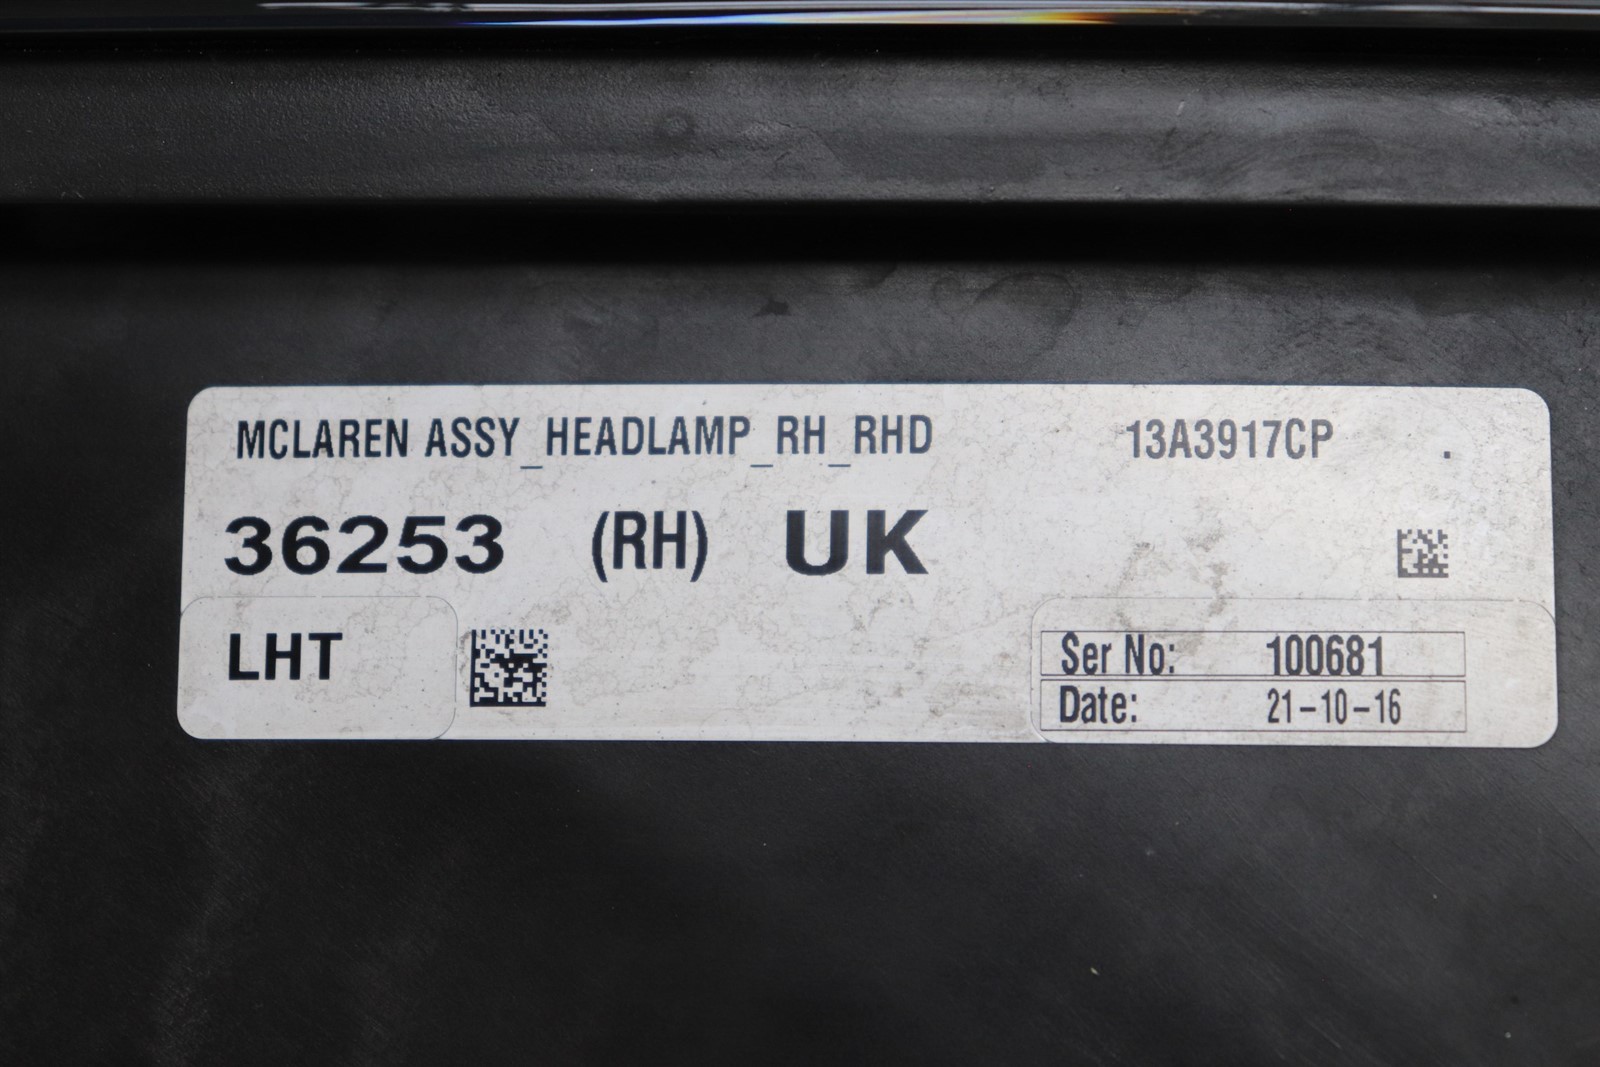 MCLAREN ASSY_HEADLAMP_RH_RHD 13A3917CP .
36253 (RH) UK
LHT
Ser No: 100681
Date: 21-10-16